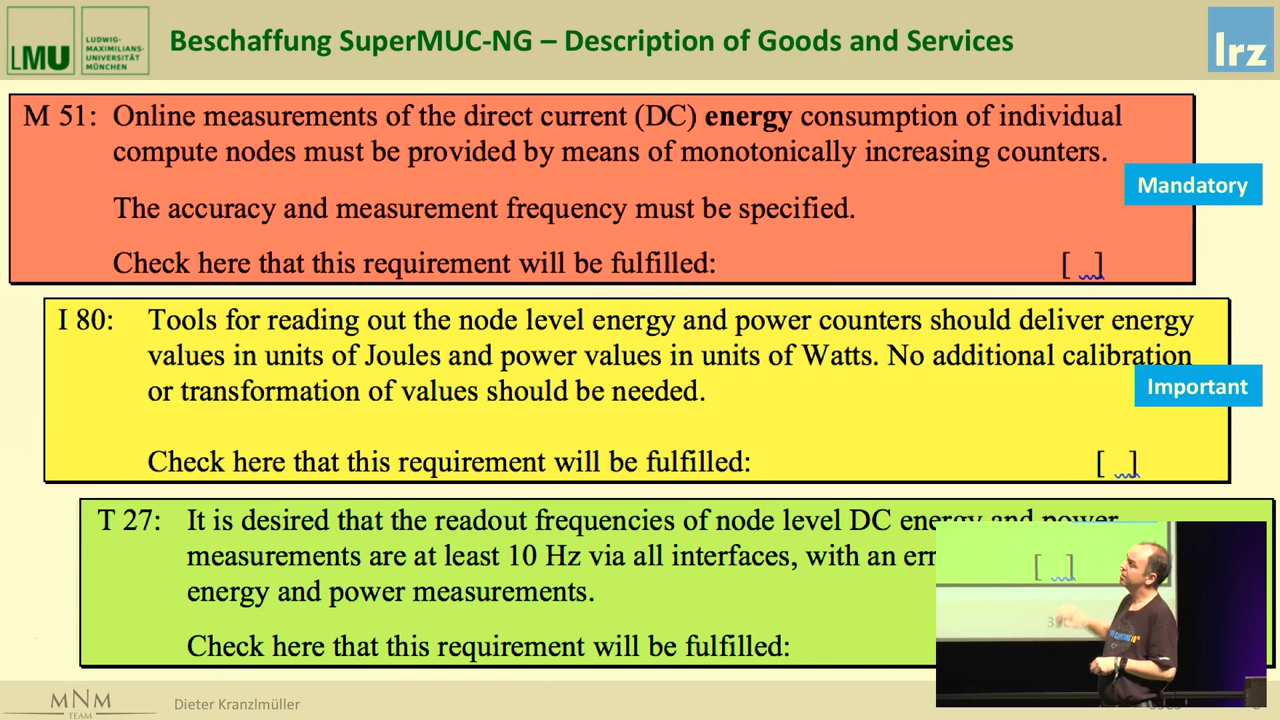 LMU
LUDWIG-
MAXIMILIANS-
UNIVERSITÄT
MÜNCHEN
Beschaffung SuperMUC-NG – Description of Goods and Services
lrz
M 51: Online measurements of the direct current (DC) energy consumption of individual
compute nodes must be provided by means of monotonically increasing counters.
Mandatory
The accuracy and measurement frequency must be specified.
Check here that this requirement will be fulfilled: [ ]
I 80: Tools for reading out the node level energy and power counters should deliver energy
values in units of Joules and power values in units of Watts. No additional calibration
or transformation of values should be needed.
Important
Check here that this requirement will be fulfilled: [ ]
T 27: It is desired that the readout frequencies of node level DC energy and power
measurements are at least 10 Hz via all interfaces, with an
energy and power measurements.
Check here that this requirement will be fulfilled:
[ ]
MNM
TEAM
Dieter Kranzlmüller